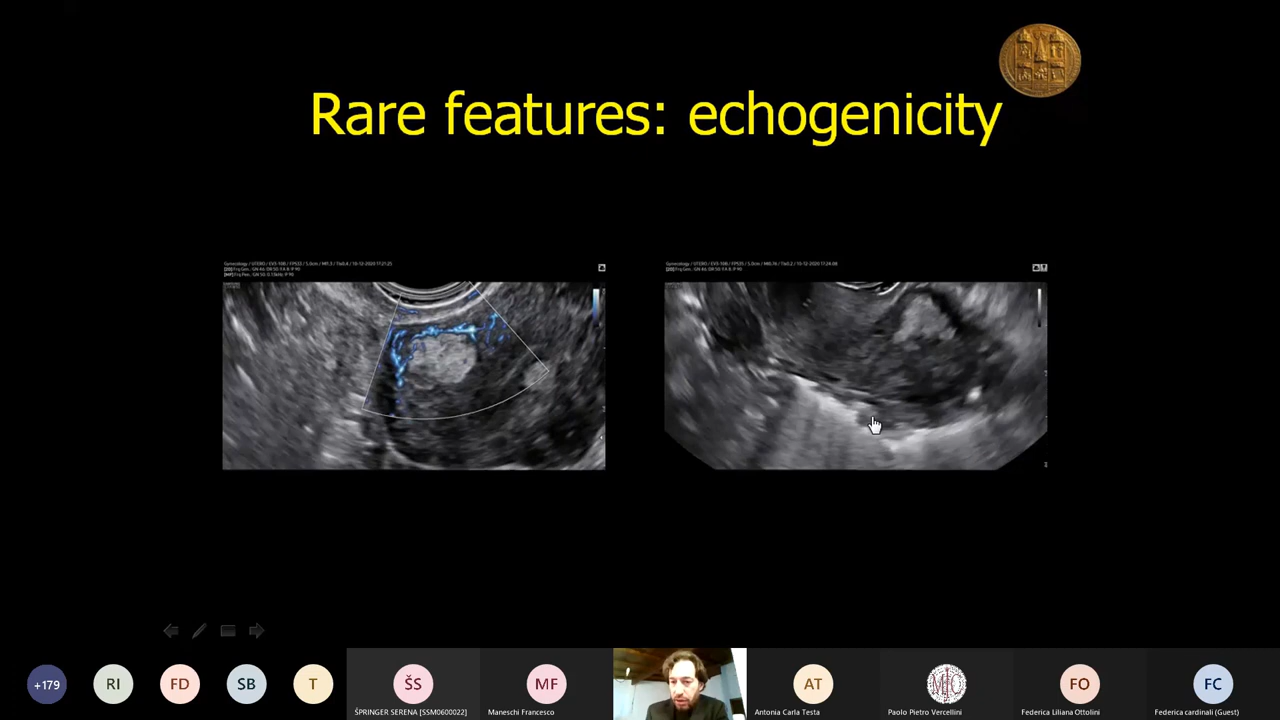 Rare features: echogenicity
+179
RI
FD
SB
T
ŠS
ŠPRINGER SERENA [SSM0600022]
MF
Maneschi Francesco
AT
Antonia Carla Testa
Paolo Pietro Vercellini
FO
Federica Liliana Ottolini
FC
Federica cardinali (Guest)